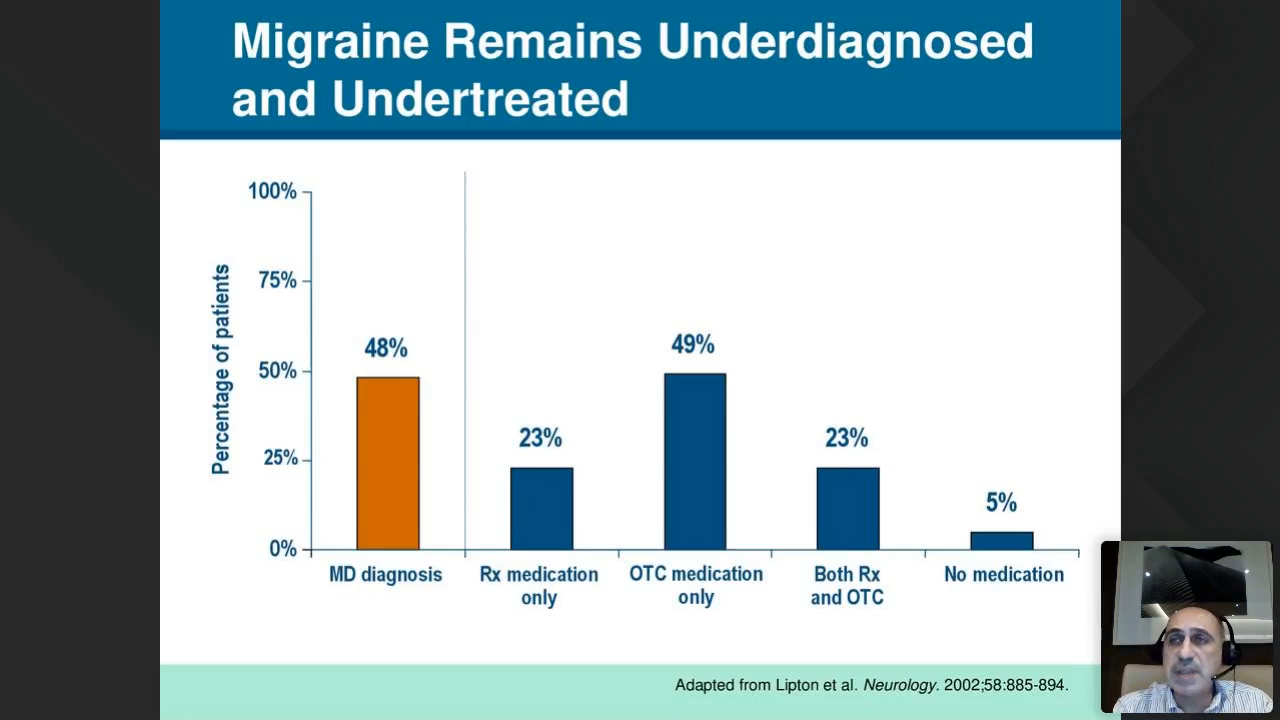 Migraine Remains Underdiagnosed
and Undertreated
100%
75%
50%
25%
0%
Percentage of patients
48%
23%
49%
23%
5%
MD diagnosis
Rx medication
only
OTC medication
only
Both Rx
and OTC
No medication
Adapted from Lipton et al. Neurology. 2002;58:885-894.